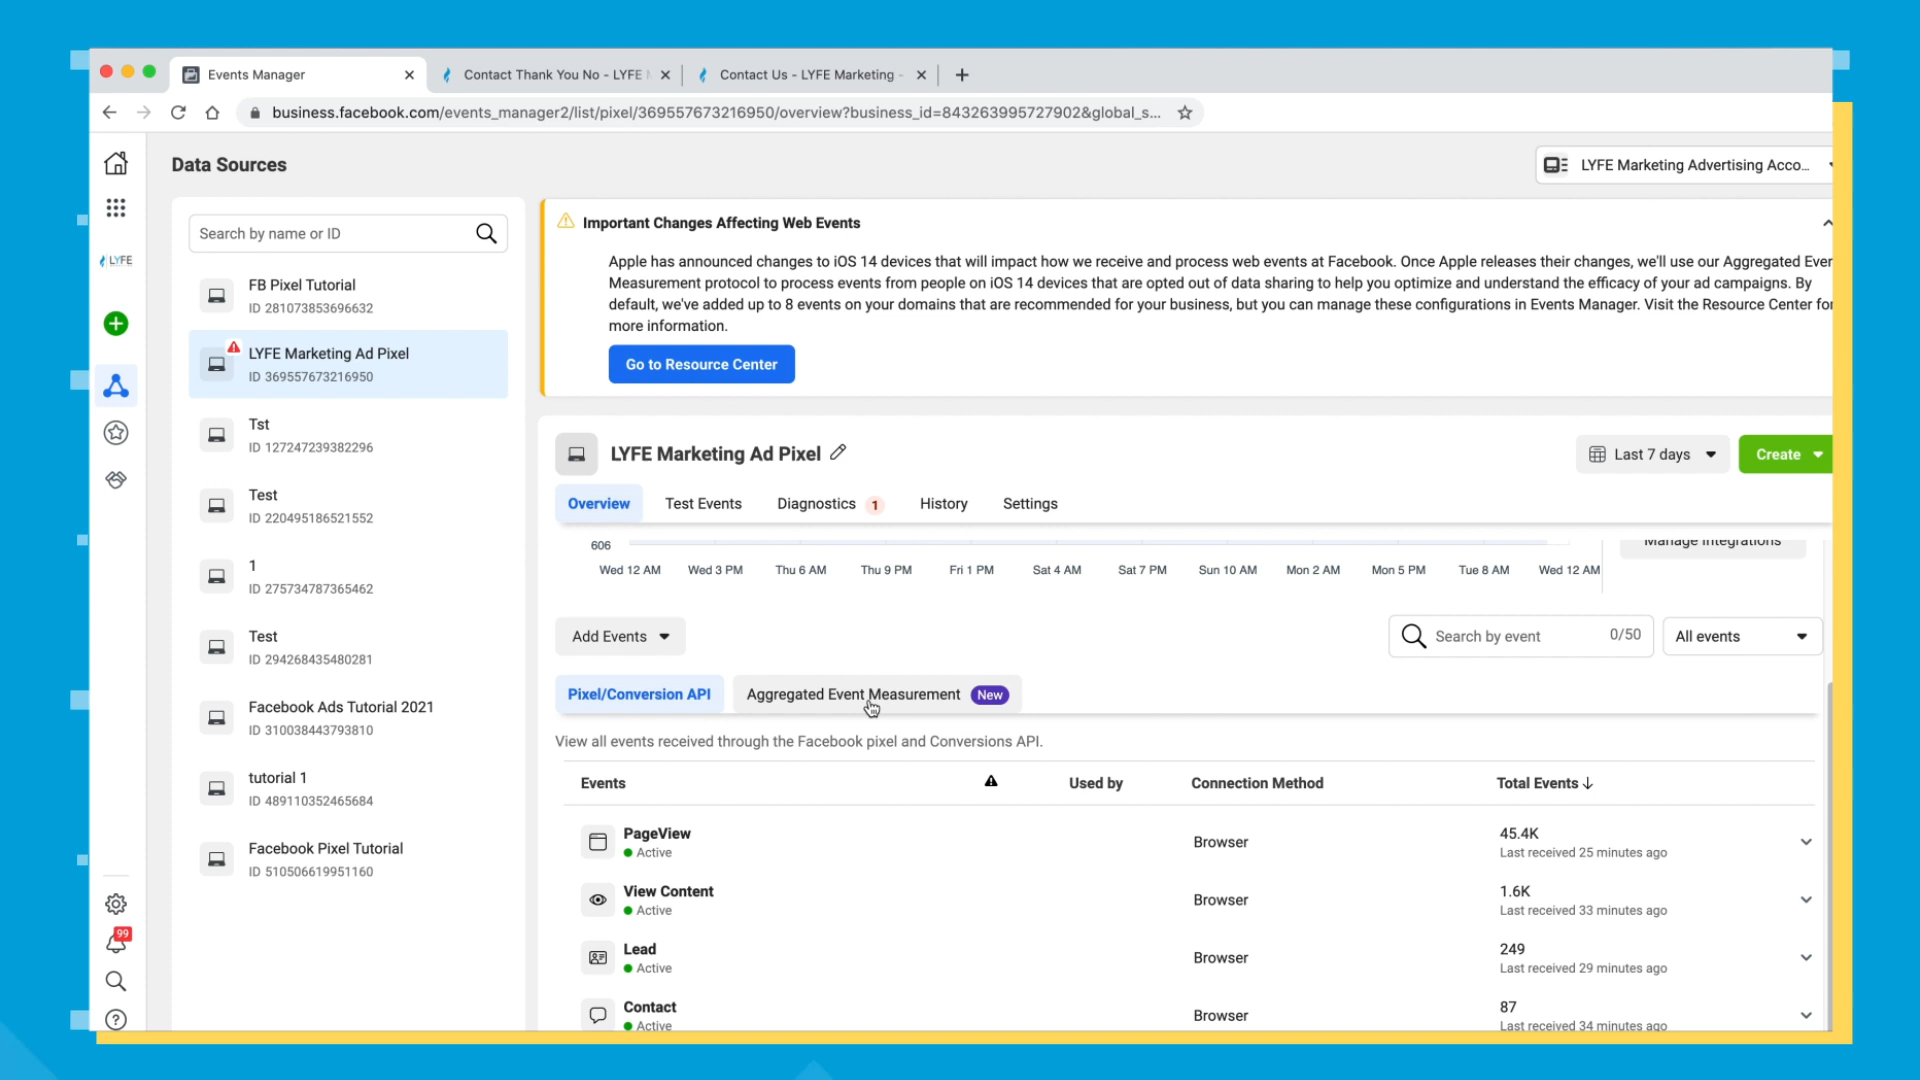 Events Manager
Contact Thank You No - LYFE
Contact Us - LYFE Marketing -
business.facebook.com/events_manager2/list/pixel/369557673216950/overview?business_id=843263995727902&global_s...
Data Sources
LYFE Marketing Advertising Acco...
LYFE
99
Search by name or ID
FB Pixel Tutorial
ID 281073853696632
LYFE Marketing Ad Pixel
ID 369557673216950
Tst
ID 127247239382296
Test
ID 220495186521552
1
ID 275734787365462
Test
ID 294268435480281
Facebook Ads Tutorial 2021
ID 310038443793810
tutorial 1
ID 489110352465684
Facebook Pixel Tutorial
ID 510506619951160
Important Changes Affecting Web Events
Apple has announced changes to iOS 14 devices that will impact how we receive and process web events at Facebook. Once Apple releases their changes, we'll use our Aggregated Ever
Measurement protocol to process events from people on iOS 14 devices that are opted out of data sharing to help you optimize and understand the efficacy of your ad campaigns. By
default, we've added up to 8 events on your domains that are recommended for your business, but you can manage these configurations in Events Manager. Visit the Resource Center for
more information.
Go to Resource Center
LYFE Marketing Ad Pixel
Last 7 days
Create
Overview Test Events Diagnostics 1 History Settings
606
Manage Integrations
Wed 12 AM Wed 3 PM Thu 6 AM Thu 9 PM Fri 1 PM Sat 4 AM Sat 7 PM Sun 10 AM Mon 2 AM Mon 5 PM Tue 8 AM Wed 12 AM
Add Events
Search by event 0/50
All events
Pixel/Conversion API
Aggregated Event Measurement New
View all events received through the Facebook pixel and Conversions API.
Events Used by Connection Method Total Events
PageView
Active
Browser
45.4K
Last received 25 minutes ago
View Content
Active
Browser
1.6K
Last received 33 minutes ago
Lead
Active
Browser
249
Last received 29 minutes ago
Contact
Active
Browser
87
Last received 34 minutes ago